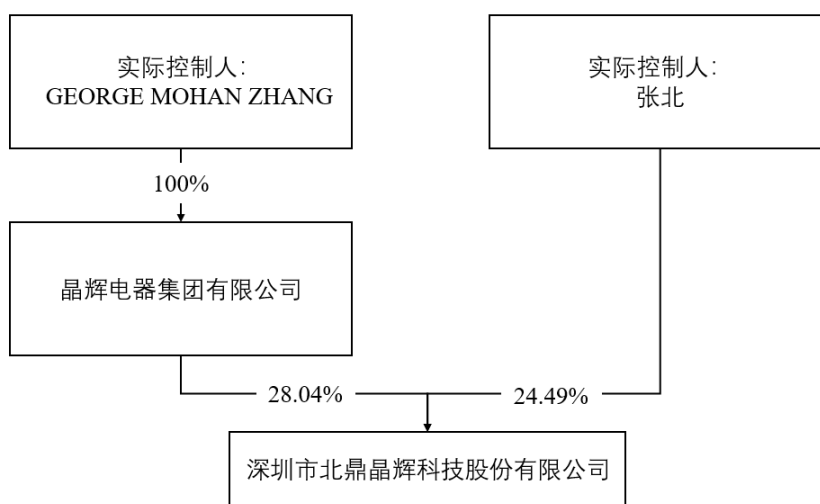 实际控制人：
GEORGE MOHAN ZHANG
实际控制人：
张北
100%
晶辉电器集团有限公司
28.04%
24.49%
深圳市北鼎晶辉科技股份有限公司